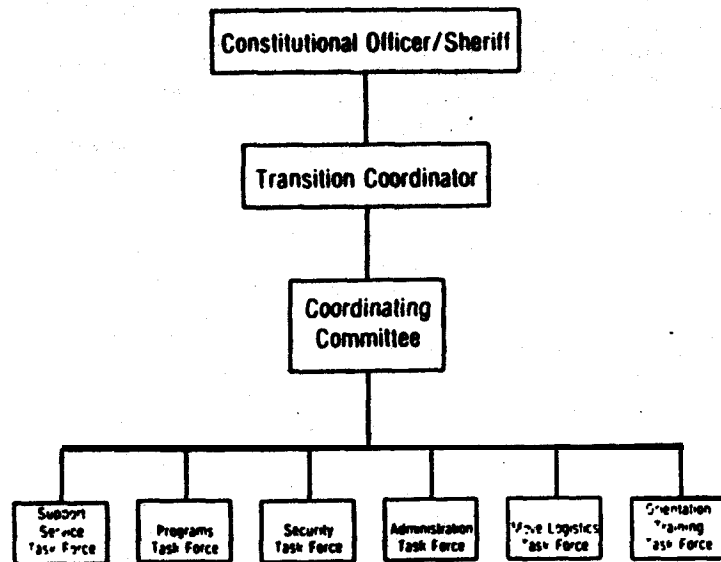 Constitutional Officer/Sheriff
Transition Coordinator
Coordinating
Committee
Support
Service
Task Force
Programs
Task Force
Security
Task Force
Administration
Task Force
Move Logistics
Task Force
Orientation
Training
Task Force